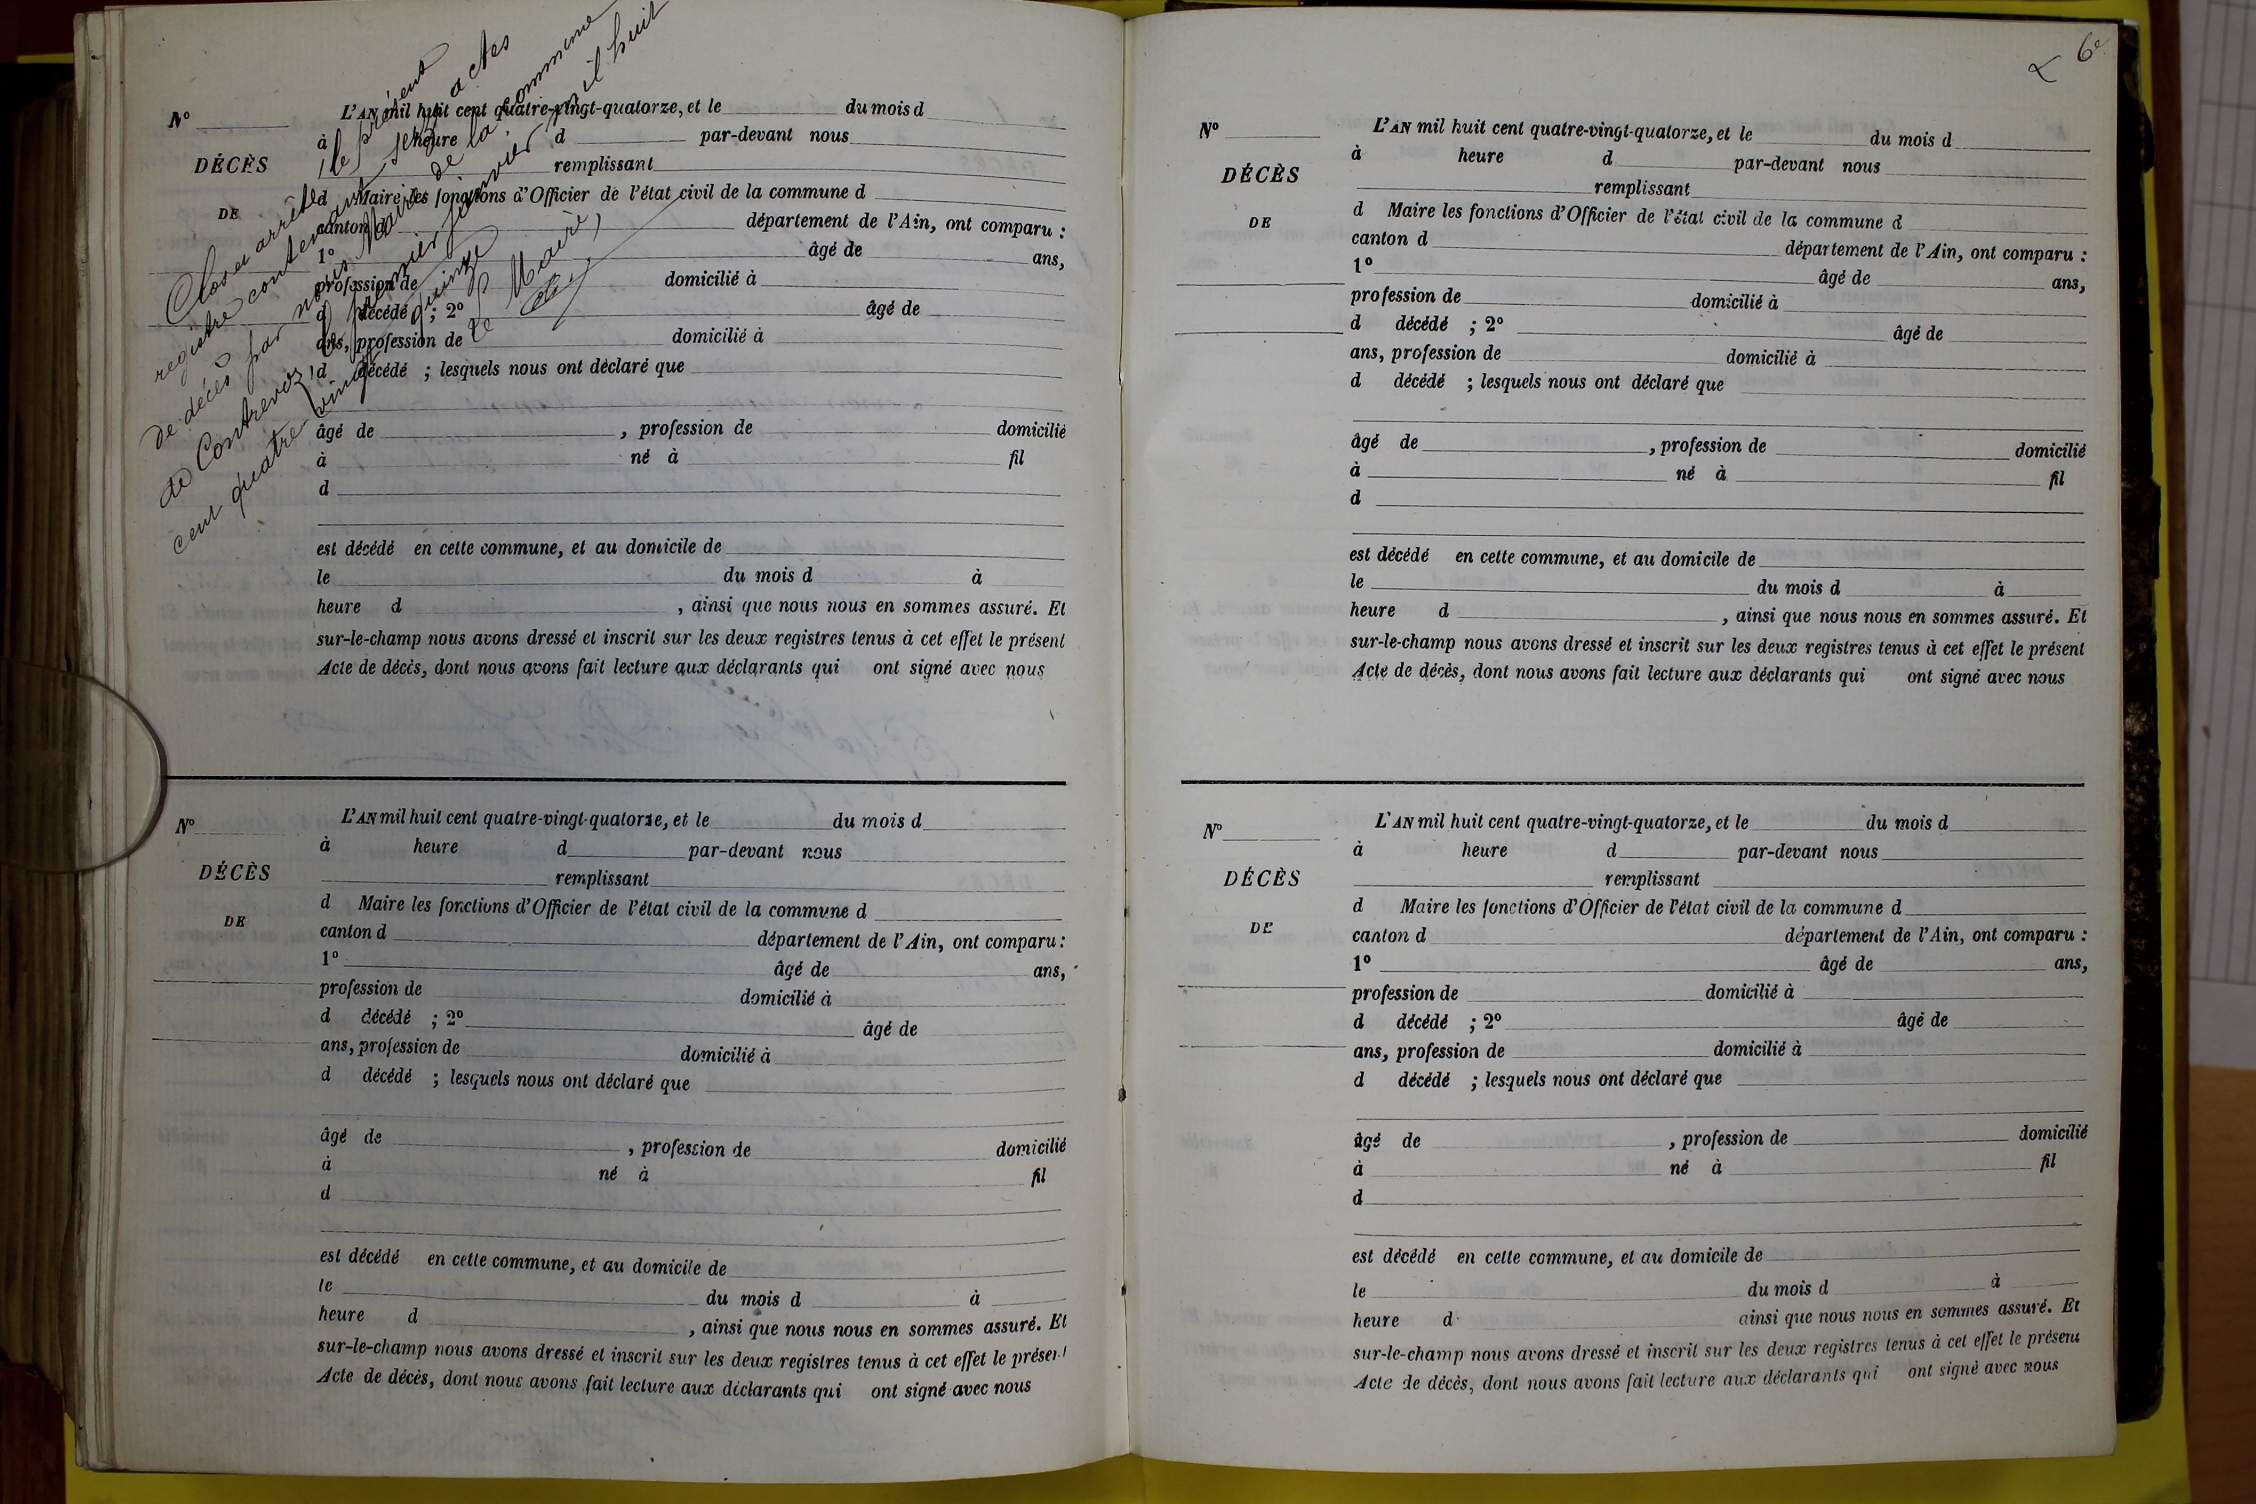 Clos et arrêté le présent
registre contenant seize actes
de décès par nous Maire de la commune
de Contrevoz, le premier janvier mil huit
cent quatre vingt quinze
Le Maire,
N°
DÉCÈS
DE
L'AN mil huit cent quatre-vingt-quatorze, et le du mois d
à heure d par-devant nous
remplissant
d Maire les fonctions d'Officier de l'état civil de la commune d
canton d département de l'Ain, ont comparu :
1° âgé de ans,
profession de domicilié à
d décédé ; 2° âgé de
ans, profession de domicilié à
d décédé ; lesquels nous ont déclaré que
âgé de , profession de domicilié
à né à fil
d
est décédé en cette commune, et au domicile de
le du mois d à
heure d , ainsi que nous nous en sommes assuré. Et
sur-le-champ nous avons dressé et inscrit sur les deux registres tenus à cet effet le présent
Acte de décès, dont nous avons fait lecture aux déclarants qui ont signé avec nous
N°
DÉCÈS
DE
L'AN mil huit cent quatre-vingt-quatorze, et le du mois d
à heure d par-devant nous
remplissant
d Maire les fonctions d'Officier de l'état civil de la commune d
canton d département de l'Ain, ont comparu :
1° âgé de ans,
profession de domicilié à
d décédé ; 2° âgé de
ans, profession de domicilié à
d décédé ; lesquels nous ont déclaré que
âgé de , profession de domicilié
à né à fil
d
est décédé en cette commune, et au domicile de
le du mois d à
heure d , ainsi que nous nous en sommes assuré. Et
sur-le-champ nous avons dressé et inscrit sur les deux registres tenus à cet effet le présent
Acte de décès, dont nous avons fait lecture aux déclarants qui ont signé avec nous
6e
N°
DÉCÈS
DE
L'AN mil huit cent quatre-vingt-quatorze, et le du mois d
à heure d par-devant nous
remplissant
d Maire les fonctions d'Officier de l'état civil de la commune d
canton d département de l'Ain, ont comparu :
1° âgé de ans,
profession de domicilié à
d décédé ; 2° âgé de
ans, profession de domicilié à
d décédé ; lesquels nous ont déclaré que
âgé de , profession de domicilié
à né à fil
d
est décédé en cette commune, et au domicile de
le du mois d à
heure d , ainsi que nous nous en sommes assuré. Et
sur-le-champ nous avons dressé et inscrit sur les deux registres tenus à cet effet le présent
Acte de décès, dont nous avons fait lecture aux déclarants qui ont signé avec nous
N°
DÉCÈS
DE
L'AN mil huit cent quatre-vingt-quatorze, et le du mois d
à heure d par-devant nous
remplissant
d Maire les fonctions d'Officier de l'état civil de la commune d
canton d département de l'Ain, ont comparu :
1° âgé de ans,
profession de domicilié à
d décédé ; 2° âgé de
ans, profession de domicilié à
d décédé ; lesquels nous ont déclaré que
âgé de , profession de domicilié
à né à fil
d
est décédé en cette commune, et au domicile de
le du mois d à
heure d ainsi que nous nous en sommes assuré. Et
sur-le-champ nous avons dressé et inscrit sur les deux registres tenus à cet effet le présent
Acte de décès, dont nous avons fait lecture aux déclarants qui ont signé avec nous